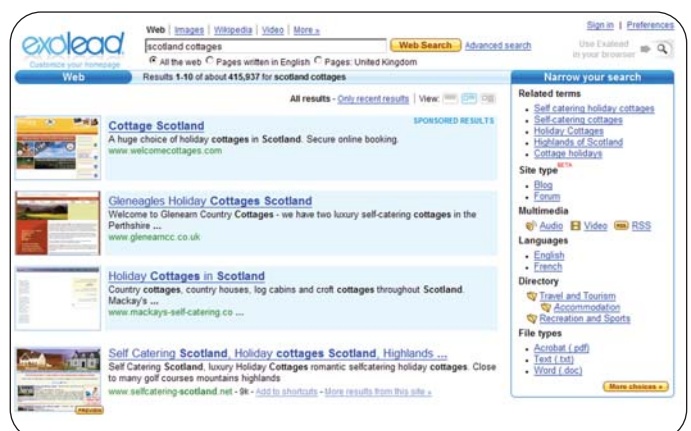 Web | Images | Wikipedia | Video | More »
Sign in | Preferences
exalead
Customize your homepage
scotland cottages
Web Search
Advanced search
All the web Pages written in English Pages: United Kingdom
Use Exalead
in your browser
Web
Results 1-10 of about 415,937 for scotland cottages
All results - Only recent results | View:
SPONSORED RESULTS
Cottage Scotland
A huge choice of holiday cottages in Scotland. Secure online booking.
www.welcomecottages.com
Gleneagles Holiday Cottages Scotland
Welcome to Glenearn Country Cottages - we have two luxury self-catering cottages in the
Perthshire ...
www.glenearncc.co.uk
Holiday Cottages in Scotland
Country cottages, country houses, log cabins and croft cottages throughout Scotland.
Mackay's ...
www.mackays-self-catering.co ...
Self Catering Scotland, Holiday cottages Scotland, Highlands ...
Self Catering Scotland, luxury Holiday Cottages romantic selfcatering holiday cottages. Close
to many golf courses mountains highlands
www.selfcatering-scotland.net - 9k - Add to shortcuts - More results from this site »
PREVIEW
Narrow your search
Related terms
Self catering holiday cottages
Self-catering cottages
Holiday Cottages
Highlands of Scotland
Cottage holidays
Site type BETA
Blog
Forum
Multimedia
Audio Video RSS RSS
Languages
English
French
Directory
Travel and Tourism
Accommodation
Recreation and Sports
File types
Acrobat (.pdf)
Text (.txt)
Word (.doc)
More choices »